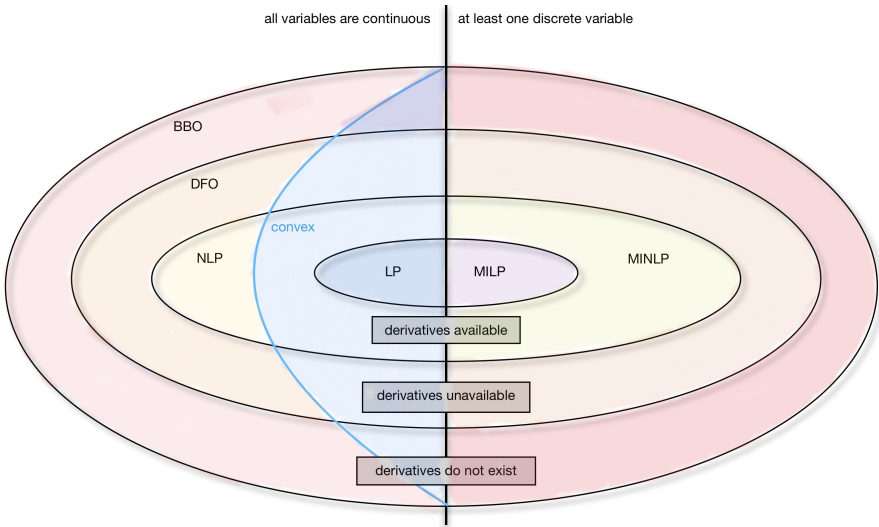 all variables are continuous
at least one discrete variable
BBO
DFO
convex
NLP
MINLP
LP
MILP
derivatives available
derivatives unavailable
derivatives do not exist